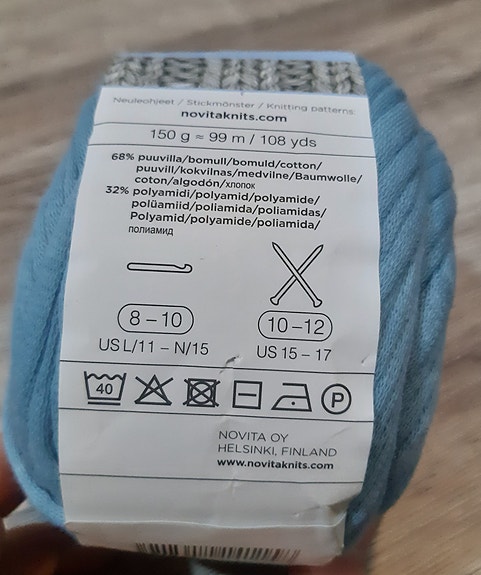 Neuleohjeet / Stickmönster / Knitting patterns:
novitaknits.com
150 g ≈ 99 m / 108 yds
68% puuvilla/bomull/bomuld/cotton/
puuvill/kokvilnas/medvilne/Baumwolle/
coton/algodón/хлопок
32% polyamidi/polyamid/polyamide/
polüamiid/poliamida/poliamidas/
Polyamid/polyamide/poliamida/
полиамид
8 – 10 10 – 12
US L/11 – N/15 US 15 – 17
40 P
NOVITA OY
HELSINKI, FINLAND
www.novitaknits.com